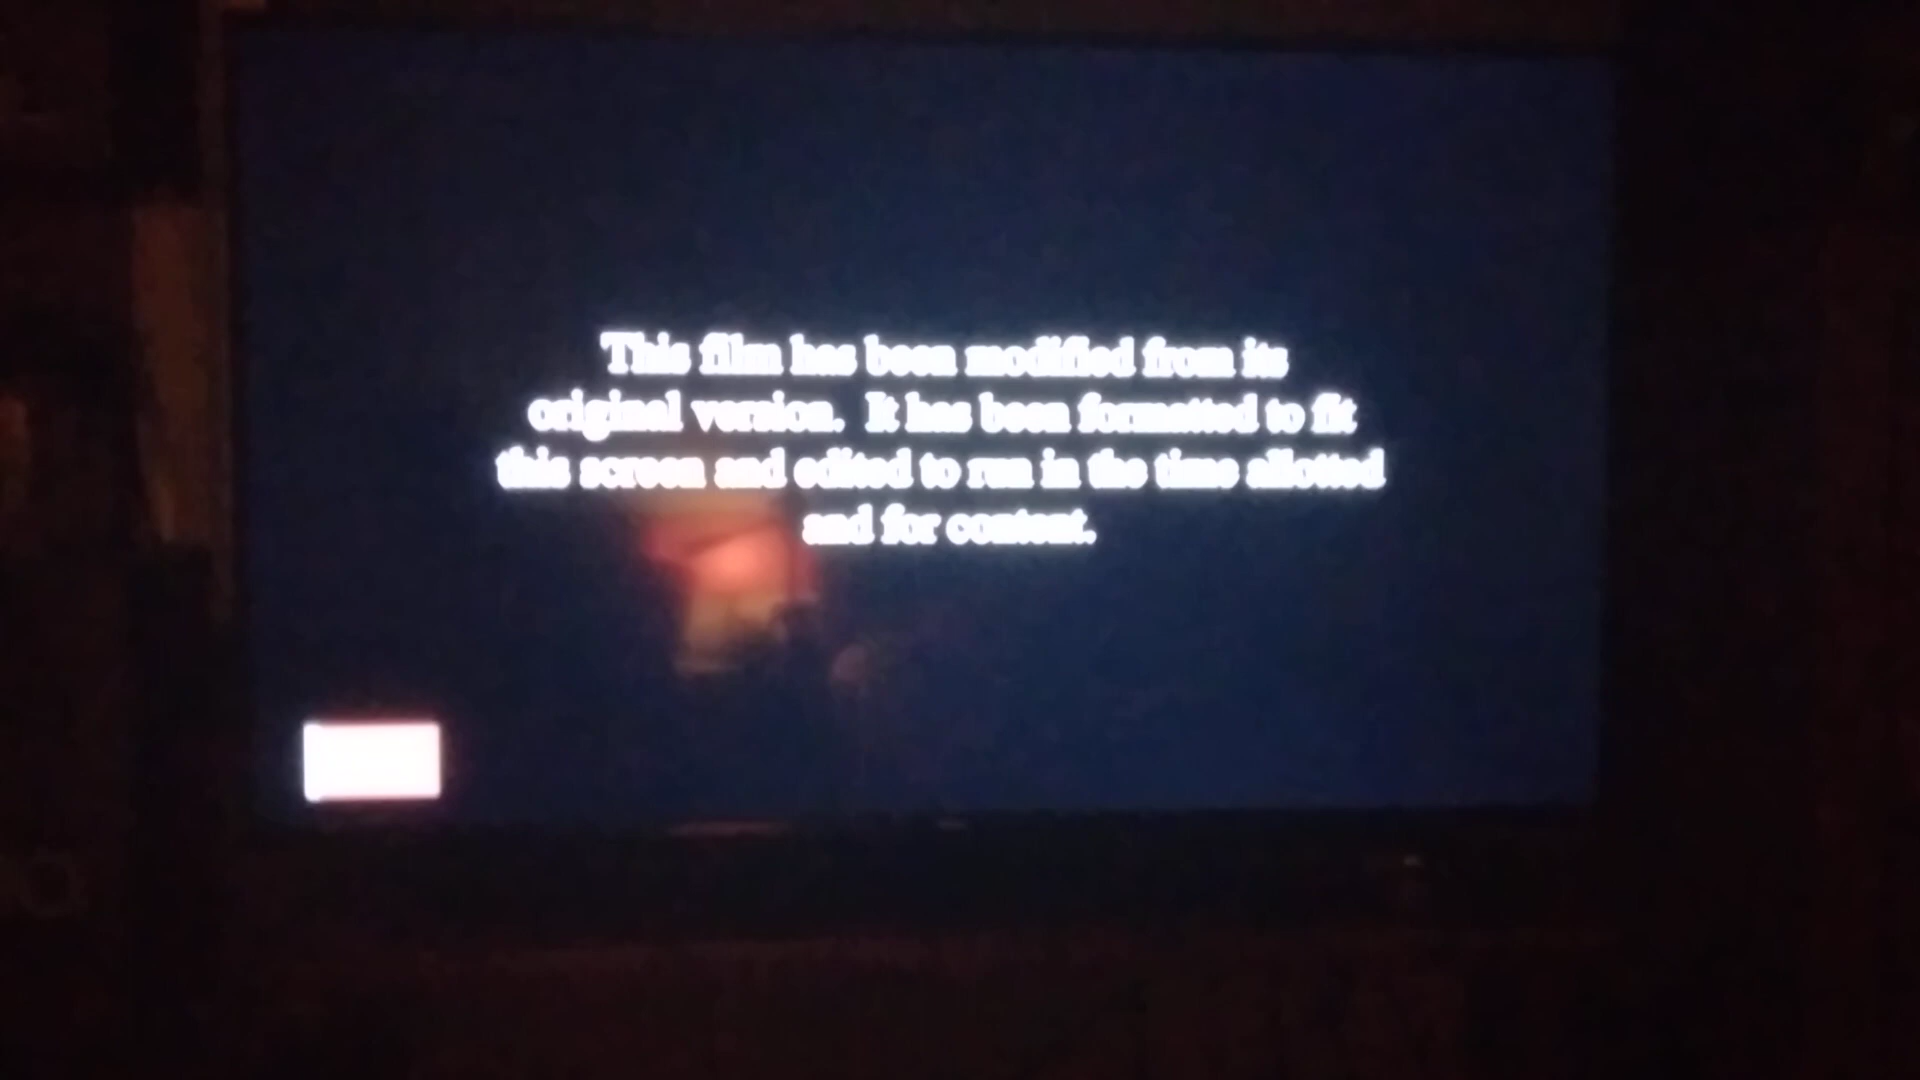 This film has been modified from its
original version. It has been formatted to fit
this screen and edited to run in the time allotted
and for content.